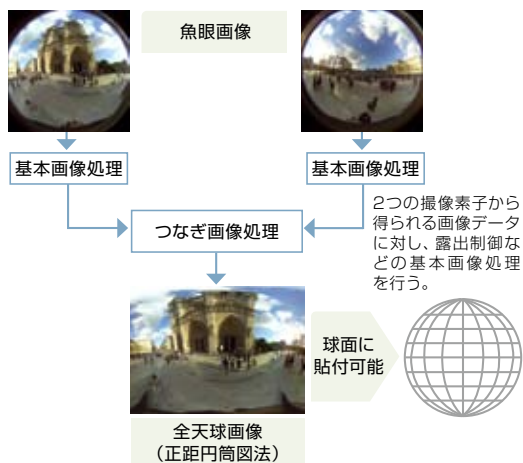 魚眼画像
基本画像処理
基本画像処理
つなぎ画像処理
2つの撮像素子から
得られる画像データ
に対し、露出制御な
どの基本画像処理
を行う。
球面に
貼付可能
全天球画像
（正距円筒図法）